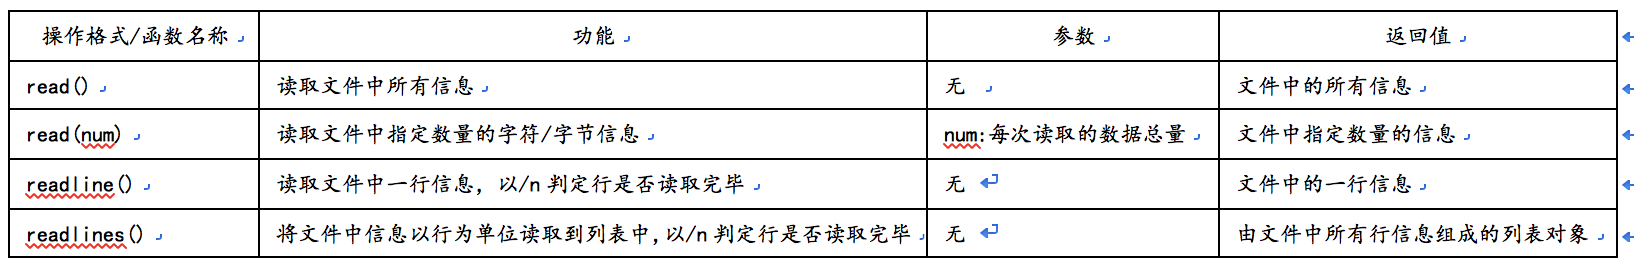 操作格式/函数名称 功能 参数 返回值
read() 读取文件中所有信息 无 文件中的所有信息
read(num) 读取文件中指定数量的字符/字节信息 num:每次读取的数据总量 文件中指定数量的信息
readline() 读取文件中一行信息，以/n判定行是否读取完毕 无 文件中的一行信息
readlines() 将文件中信息以行为单位读取到列表中,以/n判定行是否读取完毕 无 由文件中所有行信息组成的列表对象